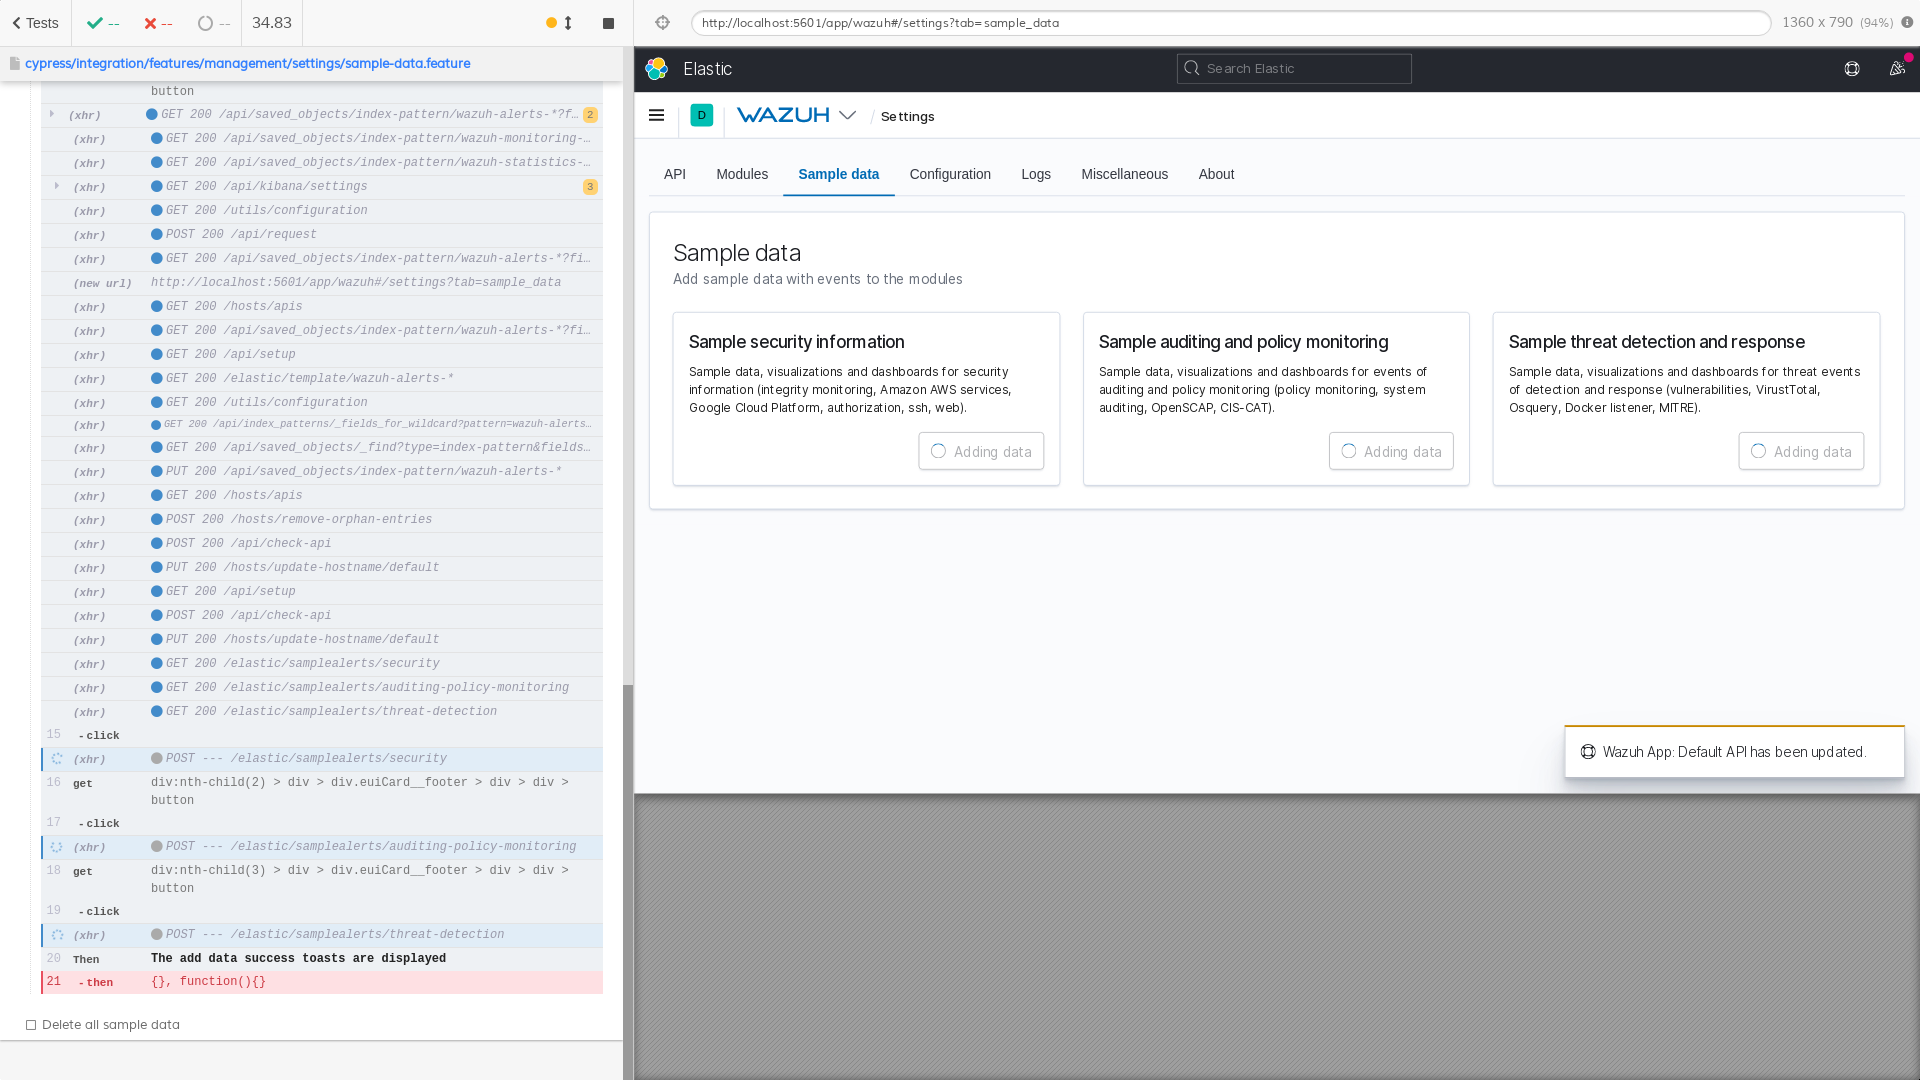 Tests
--
--
--
34.83
http://localhost:5601/app/wazuh#/settings?tab=sample_data
1360 x 790 (94%)
cypress/integration/features/management/settings/sample-data.feature
button
(xhr) GET 200 /api/saved_objects/index-pattern/wazuh-alerts-*?f… 2
(xhr) GET 200 /api/saved_objects/index-pattern/wazuh-monitoring-…
(xhr) GET 200 /api/saved_objects/index-pattern/wazuh-statistics-…
(xhr) GET 200 /api/kibana/settings 3
(xhr) GET 200 /utils/configuration
(xhr) POST 200 /api/request
(xhr) GET 200 /api/saved_objects/index-pattern/wazuh-alerts-*?fi…
(new url) http://localhost:5601/app/wazuh#/settings?tab=sample_data
(xhr) GET 200 /hosts/apis
(xhr) GET 200 /api/saved_objects/index-pattern/wazuh-alerts-*?fi…
(xhr) GET 200 /api/setup
(xhr) GET 200 /elastic/template/wazuh-alerts-*
(xhr) GET 200 /utils/configuration
(xhr) GET 200 /api/index_patterns/_fields_for_wildcard?pattern=wazuh-alerts…
(xhr) GET 200 /api/saved_objects/_find?type=index-pattern&fields…
(xhr) PUT 200 /api/saved_objects/index-pattern/wazuh-alerts-*
(xhr) GET 200 /hosts/apis
(xhr) POST 200 /hosts/remove-orphan-entries
(xhr) POST 200 /api/check-api
(xhr) PUT 200 /hosts/update-hostname/default
(xhr) GET 200 /api/setup
(xhr) POST 200 /api/check-api
(xhr) PUT 200 /hosts/update-hostname/default
(xhr) GET 200 /elastic/samplealerts/security
(xhr) GET 200 /elastic/samplealerts/auditing-policy-monitoring
(xhr) GET 200 /elastic/samplealerts/threat-detection
15 -click
(xhr) POST --- /elastic/samplealerts/security
16 get div:nth-child(2) > div > div.euiCard__footer > div > div >
button
17 -click
(xhr) POST --- /elastic/samplealerts/auditing-policy-monitoring
18 get div:nth-child(3) > div > div.euiCard__footer > div > div >
button
19 -click
(xhr) POST --- /elastic/samplealerts/threat-detection
20 Then The add data success toasts are displayed
21 -then {}, function(){}
Delete all sample data
Elastic
Search Elastic
D
WAZUH
/ Settings
API
Modules
Sample data
Configuration
Logs
Miscellaneous
About
Sample data
Add sample data with events to the modules
Sample security information
Sample data, visualizations and dashboards for security
information (integrity monitoring, Amazon AWS services,
Google Cloud Platform, authorization, ssh, web).
Adding data
Sample auditing and policy monitoring
Sample data, visualizations and dashboards for events of
auditing and policy monitoring (policy monitoring, system
auditing, OpenSCAP, CIS-CAT).
Adding data
Sample threat detection and response
Sample data, visualizations and dashboards for threat events
of detection and response (vulnerabilities, VirustTotal,
Osquery, Docker listener, MITRE).
Adding data
Wazuh App: Default API has been updated.